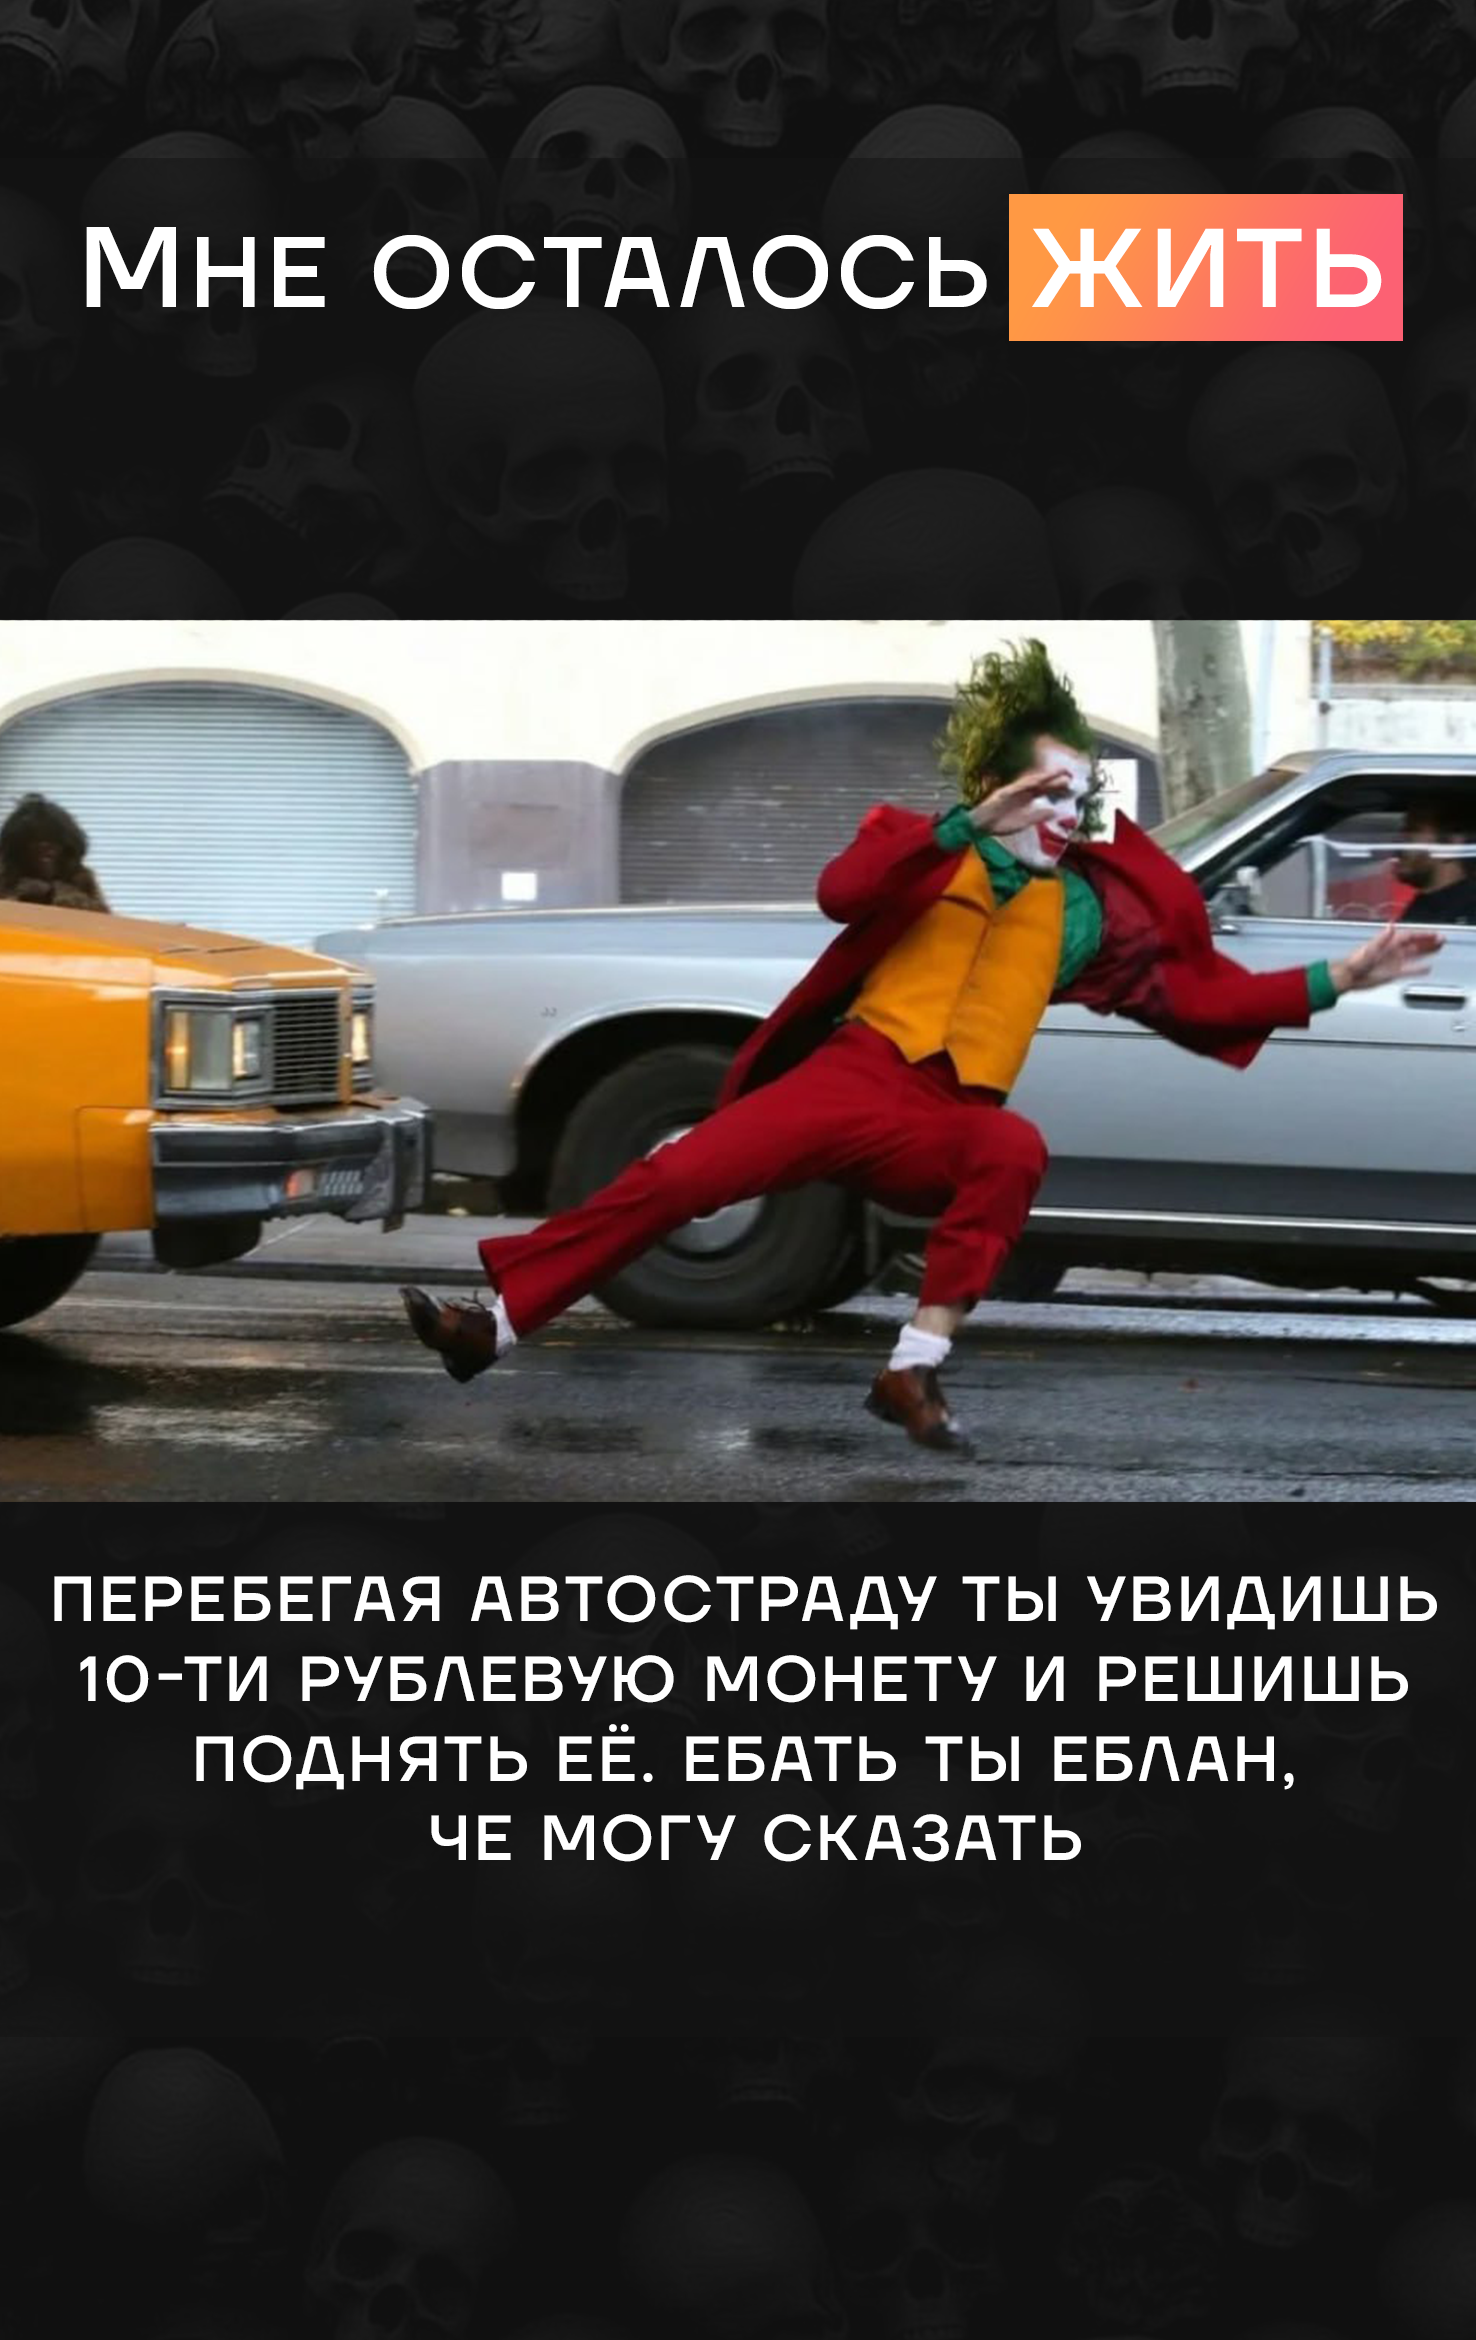 Мне осталось жить
ПЕРЕБЕГАЯ АВТОСТРАДУ ТЫ УВИДИШЬ
10-ТИ РУБЛЕВУЮ МОНЕТУ И РЕШИШЬ
ПОДНЯТЬ ЕЁ. ЕБАТЬ ТЫ ЕБЛАН,
ЧЕ МОГУ СКАЗАТЬ